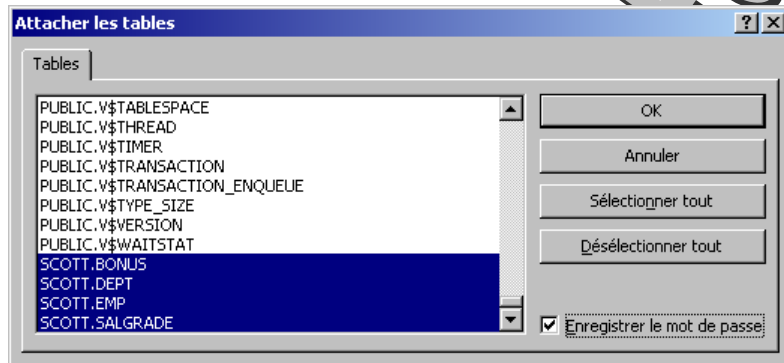 Attacher les tables
Tables
PUBLIC.V$TABLESPACE
PUBLIC.V$THREAD
PUBLIC.V$TIMER
PUBLIC.V$TRANSACTION
PUBLIC.V$TRANSACTION_ENQUEUE
PUBLIC.V$TYPE_SIZE
PUBLIC.V$VERSION
PUBLIC.V$WAITSTAT
SCOTT.BONUS
SCOTT.DEPT
SCOTT.EMP
SCOTT.SALGRADE
OK
Annuler
Sélectionner tout
Désélectionner tout
Enregistrer le mot de passe